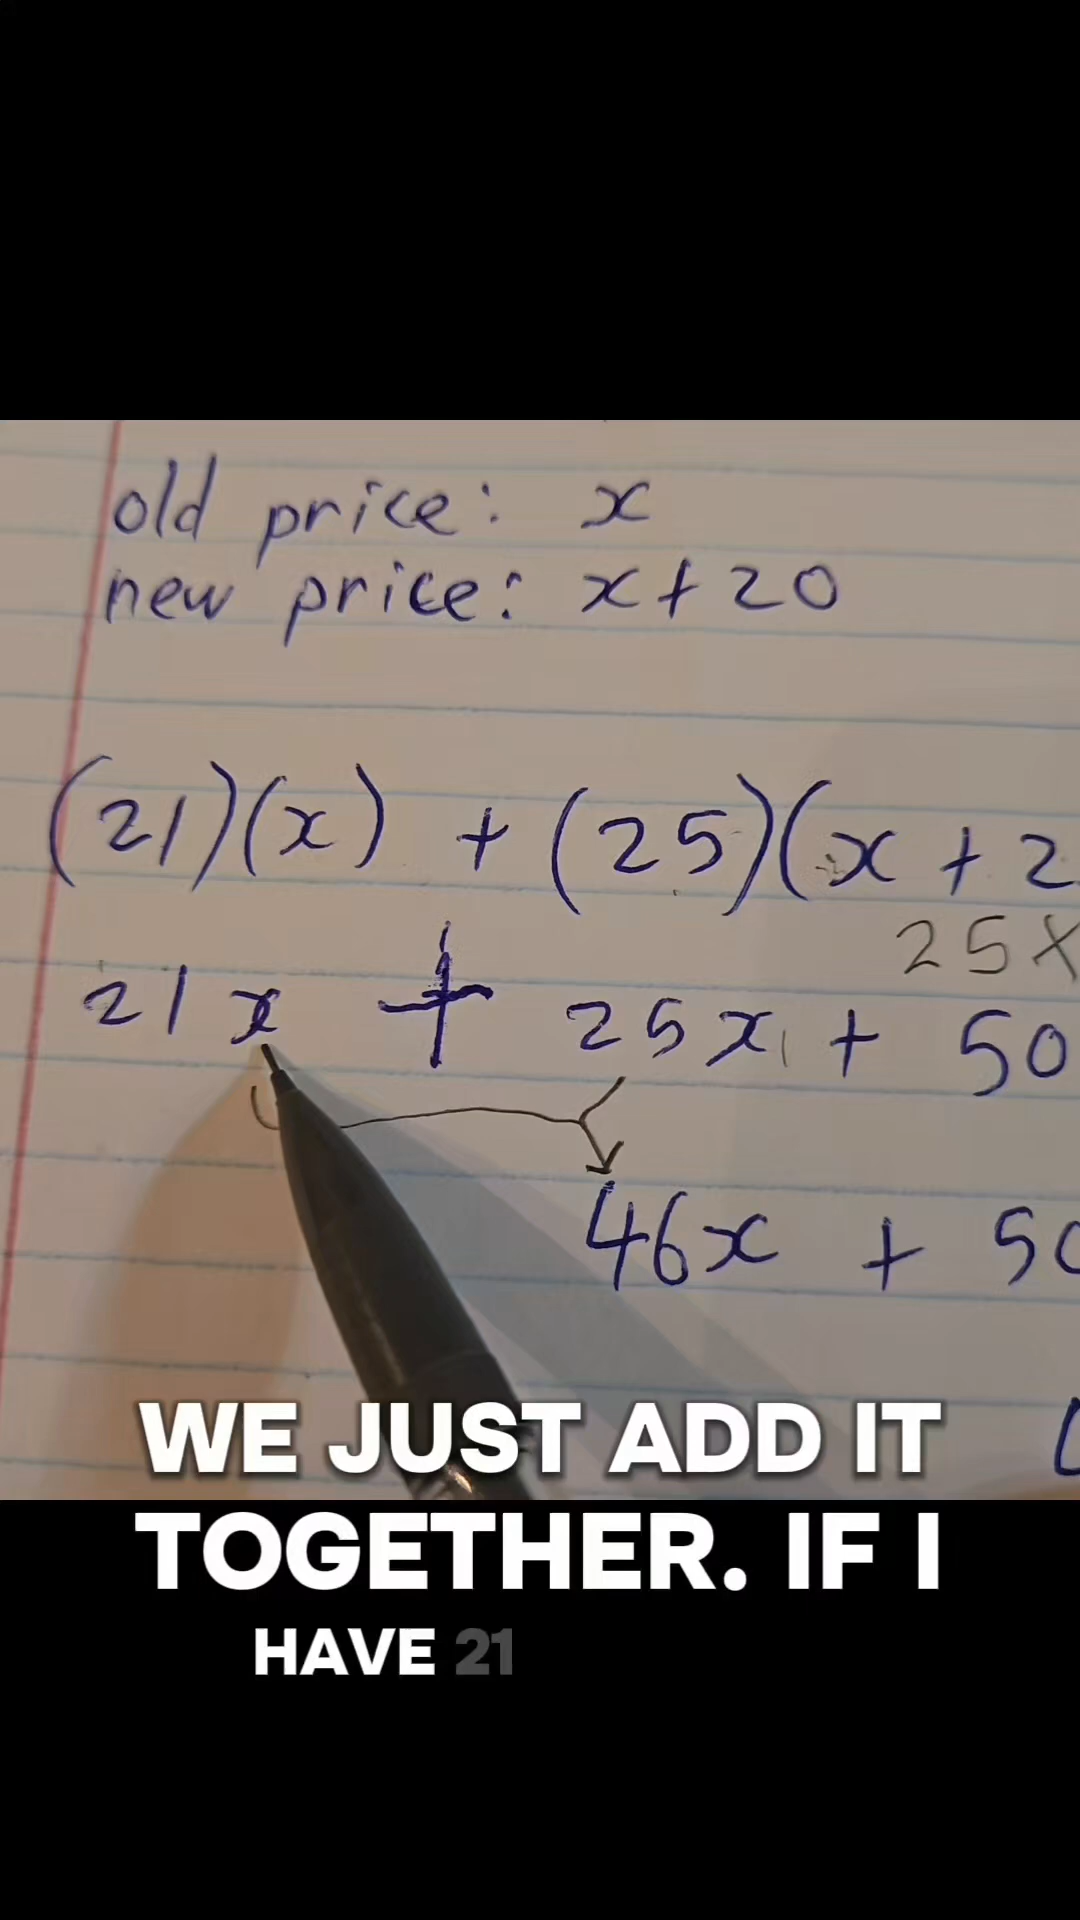 old price: x
new price: x + 20
(21)(x) + (25)(x + 2
25x
21x + 25x + 50
46x + 50
WE JUST ADD IT
TOGETHER. IF I
HAVE 21